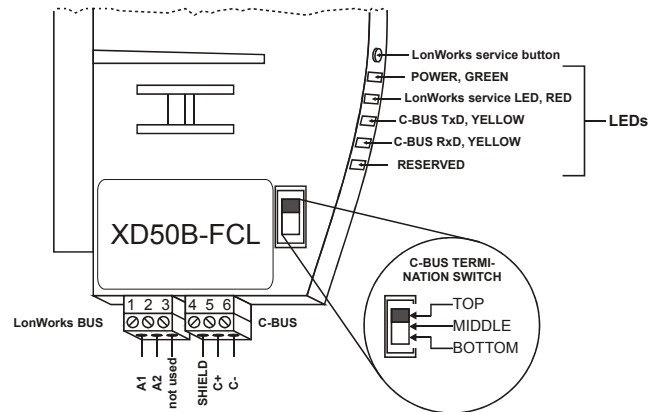 LonWorks service button
POWER, GREEN
LonWorks service LED, RED
C-BUS TxD, YELLOW
LEDs
C-BUS RxD, YELLOW
RESERVED
XD50B-FCL
C-BUS TERMI-
NATION SWITCH
TOP
MIDDLE
BOTTOM
1 2 3 4 5 6
LonWorks BUS
C-BUS
A1
A2
not used
SHIELD
C+
C-